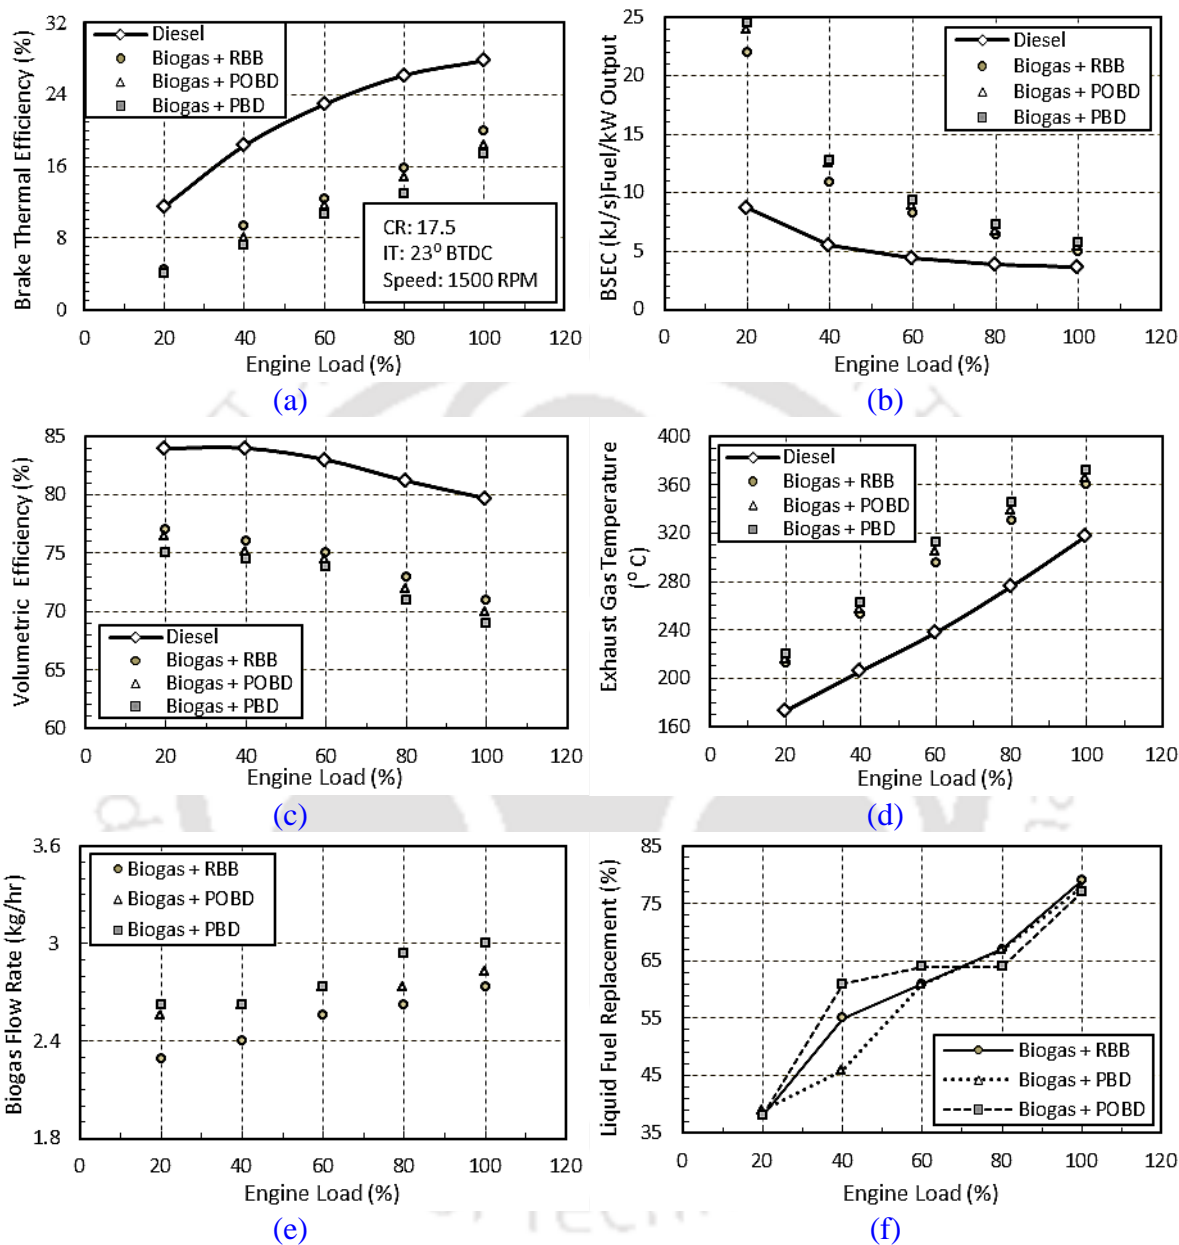 32
24
16
8
0
Brake Thermal Efficiency (%)
Diesel
Biogas + RBB
Biogas + POBD
Biogas + PBD
CR: 17.5
IT: 23⁰ BTDC
Speed: 1500 RPM
0 20 40 60 80 100 120
Engine Load (%)
(a)
25
20
15
10
5
0
BSEC (kJ/s)Fuel/kW Output
Diesel
Biogas + RBB
Biogas + POBD
Biogas + PBD
0 20 40 60 80 100 120
Engine Load (%)
(b)
85
80
75
70
65
60
Volumetric Efficiency (%)
Diesel
Biogas + RBB
Biogas + POBD
Biogas + PBD
0 20 40 60 80 100 120
Engine Load (%)
(c)
400
360
320
280
240
200
160
Exhaust Gas Temperature
(⁰C)
Diesel
Biogas + RBB
Biogas + POBD
Biogas + PBD
0 20 40 60 80 100 120
Engine Load (%)
(d)
3.6
3
2.4
1.8
Biogas Flow Rate (kg/hr)
Biogas + RBB
Biogas + POBD
Biogas + PBD
0 20 40 60 80 100 120
Engine Load (%)
(e)
85
75
65
55
45
35
Liquid Fuel Replacement (%)
Biogas + RBB
Biogas + PBD
Biogas + POBD
0 20 40 60 80 100 120
Engine Load (%)
(f)